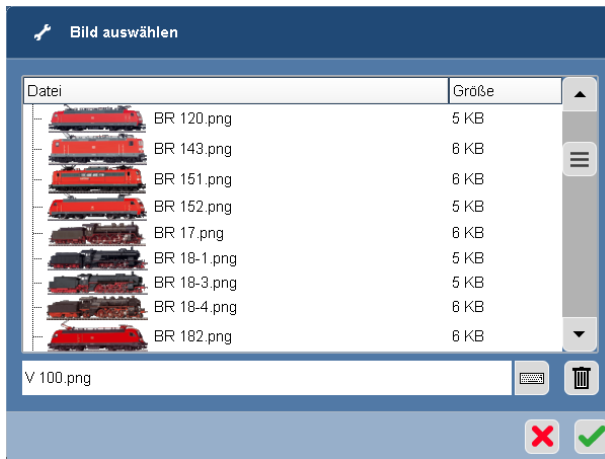 Bild auswählen
Datei Größe
BR 120.png 5 KB
BR 143.png 6 KB
BR 151.png 6 KB
BR 152.png 5 KB
BR 17.png 6 KB
BR 18-1.png 5 KB
BR 18-3.png 5 KB
BR 18-4.png 6 KB
BR 182.png 6 KB
V 100.png